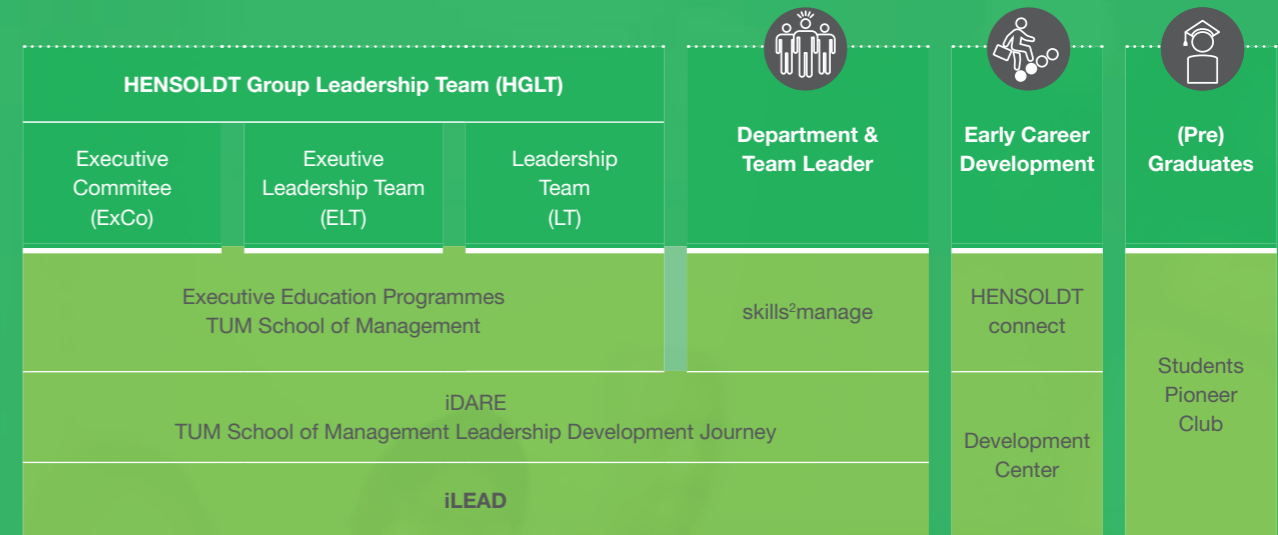 HENSOLDT Group Leadership Team (HGLT)
Executive
Commitee
(ExCo)
Exeutive
Leadership Team
(ELT)
Leadership
Team
(LT)
Department &
Team Leader
Early Career
Development
(Pre)
Graduates
Executive Education Programmes
TUM School of Management
skills²manage
HENSOLDT
connect
iDARE
TUM School of Management Leadership Development Journey
iLEAD
Development
Center
Students
Pioneer
Club